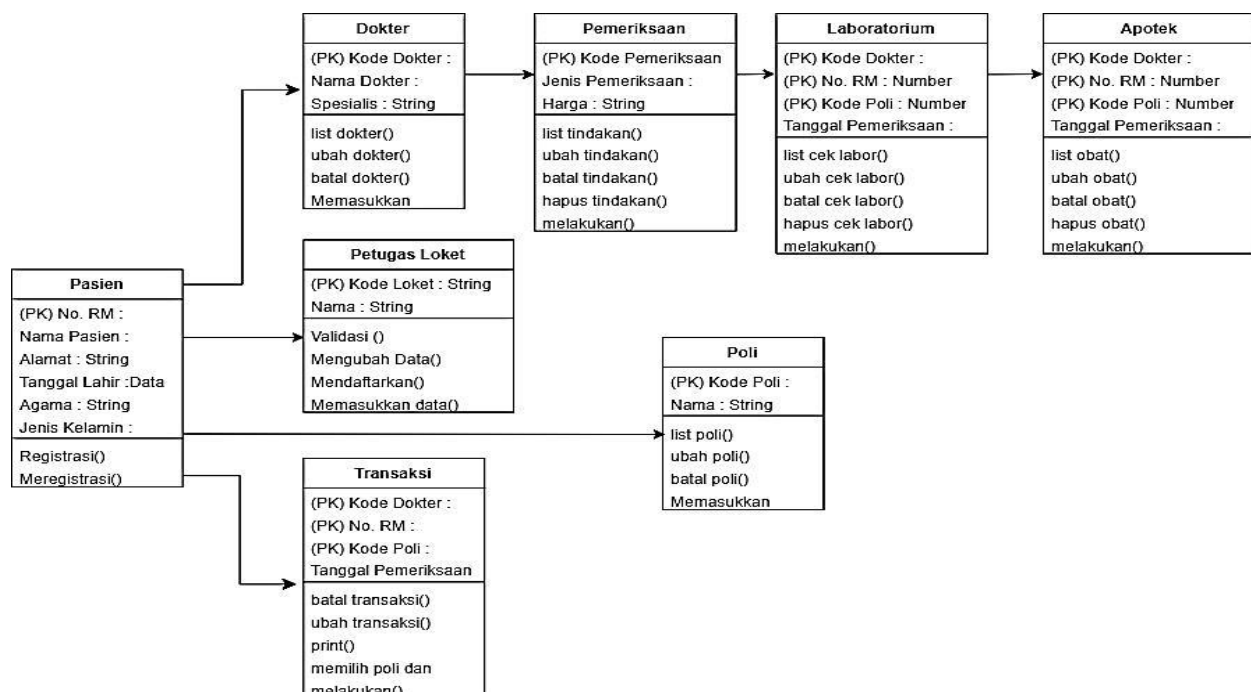 Dokter
(PK) Kode Dokter :
Nama Dokter :
Spesialis : String
list dokter()
ubah dokter()
batal dokter()
Memasukkan
Pemeriksaan
(PK) Kode Pemeriksaan
Jenis Pemeriksaan :
Harga : String
list tindakan()
ubah tindakan()
batal tindakan()
hapus tindakan()
melakukan()
Laboratorium
(PK) Kode Dokter :
(PK) No. RM : Number
(PK) Kode Poli : Number
Tanggal Pemeriksaan :
list cek labor()
ubah cek labor()
batal cek labor()
hapus cek labor()
melakukan()
Apotek
(PK) Kode Dokter :
(PK) No. RM : Number
(PK) Kode Poli : Number
Tanggal Pemeriksaan :
list obat()
ubah obat()
batal obat()
hapus obat()
melakukan()
Petugas Loket
(PK) Kode Loket : String
Nama : String
Validasi ()
Mengubah Data()
Mendaftarkan()
Memasukkan data()
Pasien
(PK) No. RM :
Nama Pasien :
Alamat : String
Tanggal Lahir :Data
Agama : String
Jenis Kelamin :
Registrasi()
Meregistrasi()
Poli
(PK) Kode Poli :
Nama : String
list poli()
ubah poli()
batal poli()
Memasukkan
Transaksi
(PK) Kode Dokter :
(PK) No. RM :
(PK) Kode Poli :
Tanggal Pemeriksaan
batal transaksi()
ubah transaksi()
print()
memilih poli dan
melakukan()